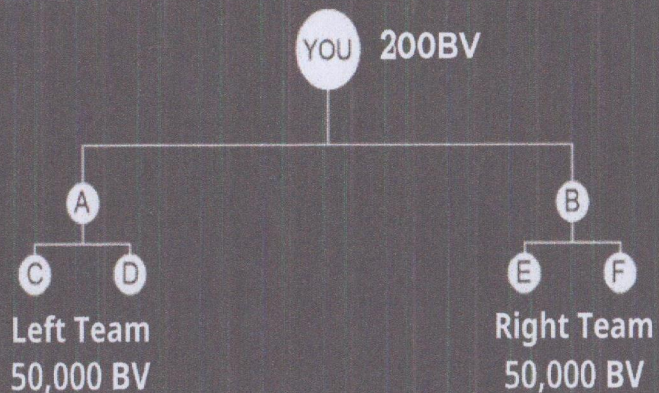 YOU 200BV
A B
C D E F
Left Team Right Team
50,000 BV 50,000 BV